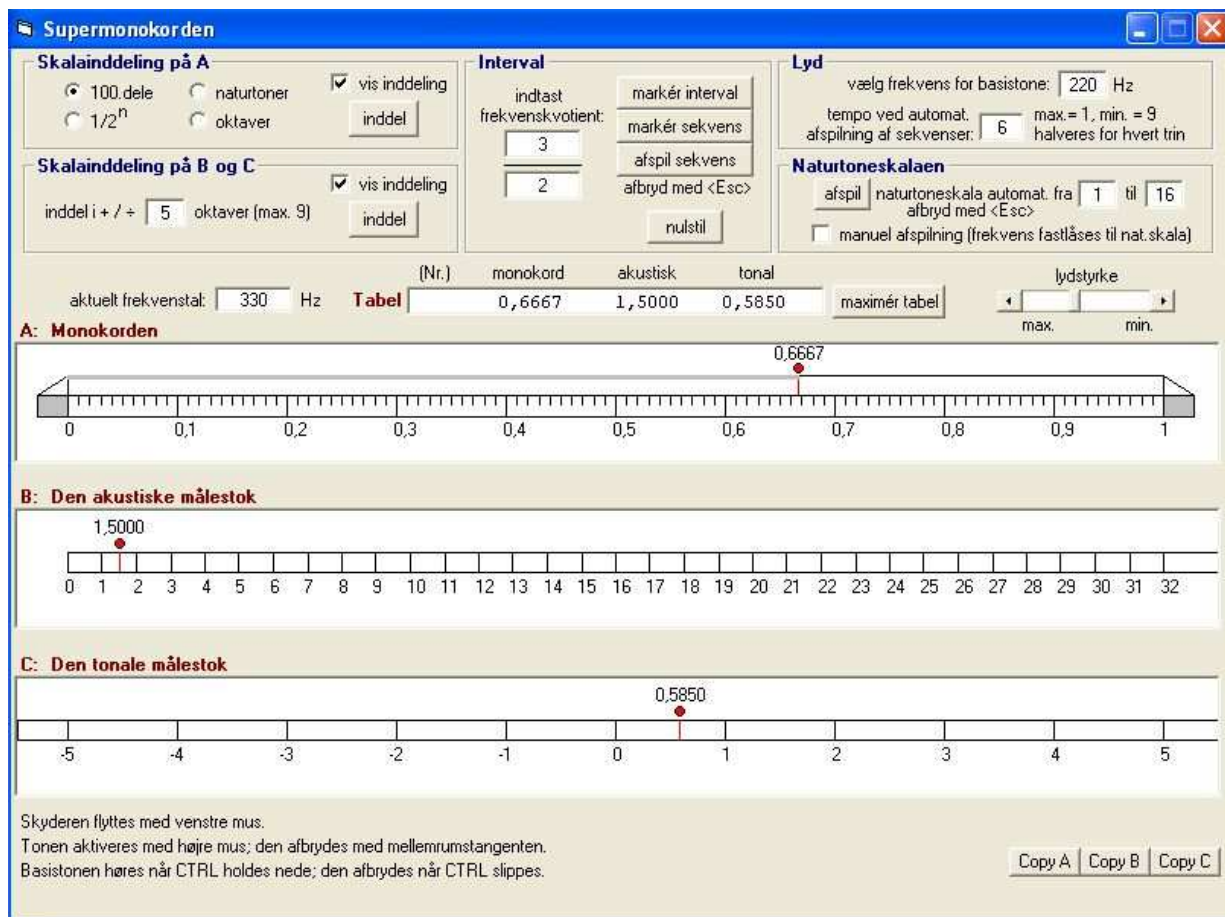 Supermonokorden
Skalainddeling på A
100.dele
naturtoner
vis inddeling
1/2ⁿ
oktaver
inddel
Skalainddeling på B og C
vis inddeling
inddel i + / ÷ 5 oktaver (max. 9)
inddel
Interval
indtast
frekvenskvotient:
3
2
markér interval
markér sekvens
afspil sekvens
afbryd med <Esc>
nulstil
Lyd
vælg frekvens for basistone: 220 Hz
tempo ved automat.
afspilning af sekvenser: 6
max.= 1, min. = 9
halveres for hvert trin
Naturtoneskalaen
afspil naturtoneskala automat. fra 1 til 16
afbryd med <Esc>
manuel afspilning (frekvens fastlåses til nat.skala)
(Nr.) monokord akustisk tonal
aktuelt frekvenstal: 330 Hz Tabel 0,6667 1,5000 0,5850 maximér tabel
lydstyrke
max. min.
A: Monokorden
0,6667
0 0,1 0,2 0,3 0,4 0,5 0,6 0,7 0,8 0,9 1
B: Den akustiske målestok
1,5000
0 1 2 3 4 5 6 7 8 9 10 11 12 13 14 15 16 17 18 19 20 21 22 23 24 25 26 27 28 29 30 31 32
C: Den tonale målestok
0,5850
-5 -4 -3 -2 -1 0 1 2 3 4 5
Skyderen flyttes med venstre mus.
Tonen aktiveres med højre mus; den afbrydes med mellemrumstangenten.
Basistonen høres når CTRL holdes nede; den afbrydes når CTRL slippes.
Copy A Copy B Copy C